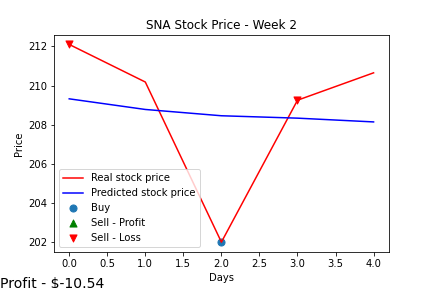 SNA Stock Price - Week 2
212
210
208
206
204
202
Price
Real stock price
Predicted stock price
Buy
Sell - Profit
Sell - Loss
0.0 0.5 1.0 1.5 2.0 2.5 3.0 3.5 4.0
Days
Profit - $-10.54